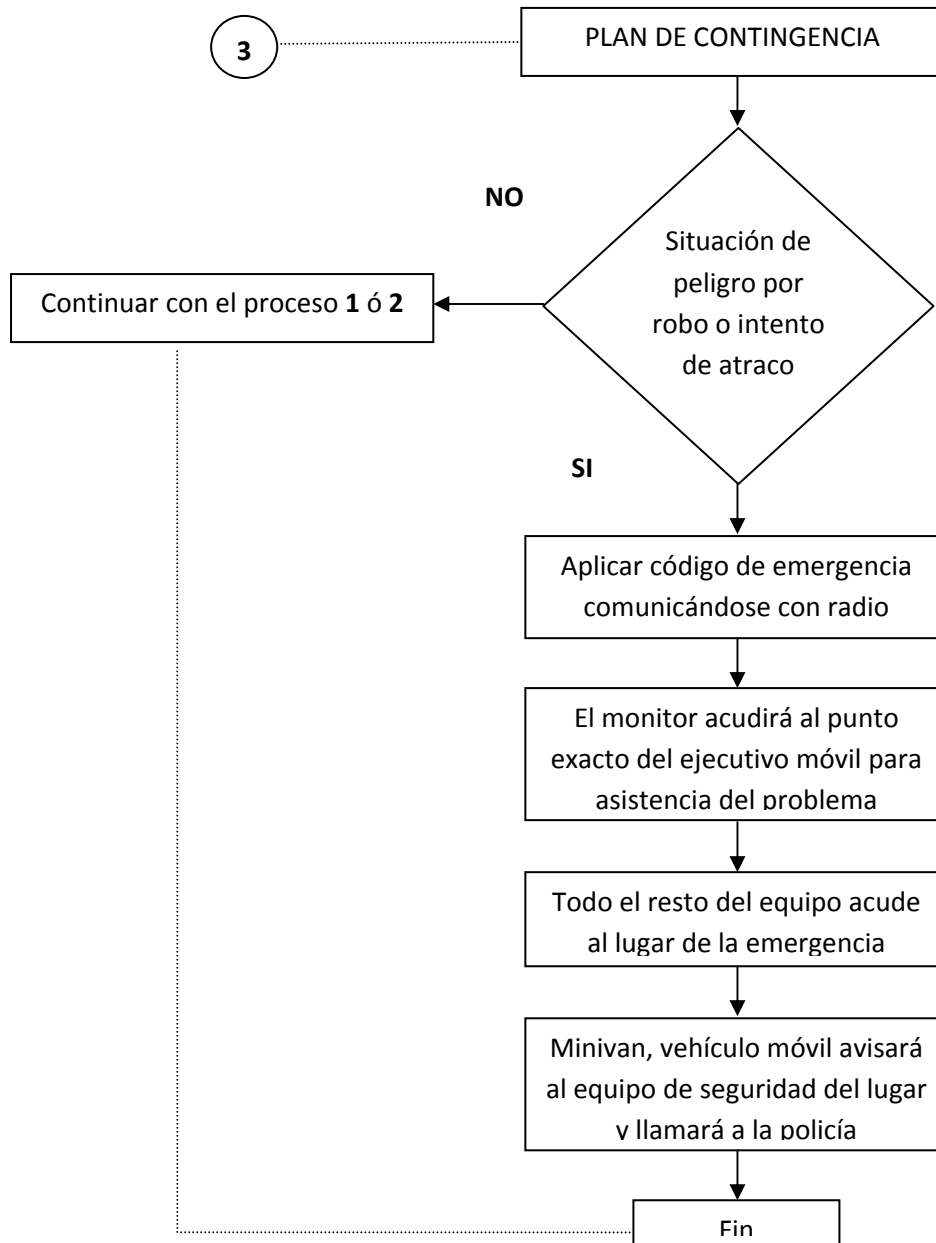 3
PLAN DE CONTINGENCIA
NO
Situación de
peligro por
robo o intento
de atraco
Continuar con el proceso 1 ó 2
SI
Aplicar código de emergencia
comunicándose con radio
El monitor acudirá al punto
exacto del ejecutivo móvil para
asistencia del problema
Todo el resto del equipo acude
al lugar de la emergencia
Minivan, vehículo móvil avisará
al equipo de seguridad del lugar
y llamará a la policía
Fin